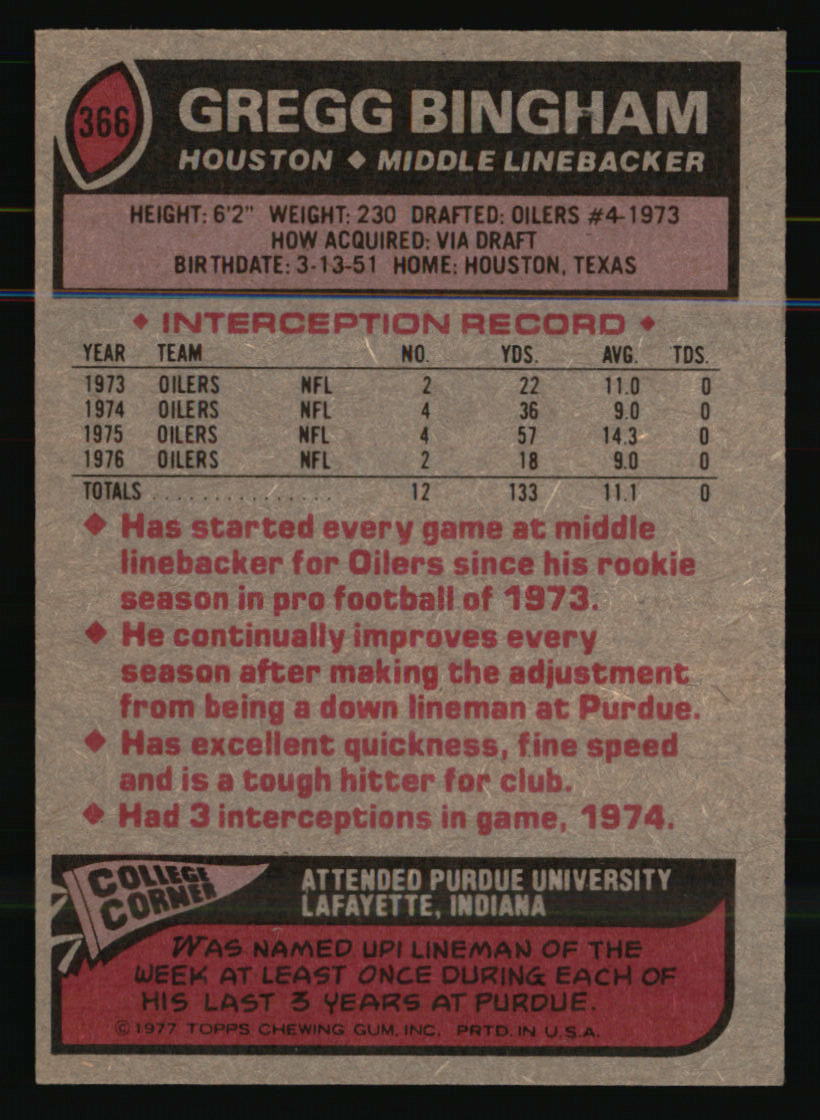 366
GREGG BINGHAM
HOUSTON ◆ MIDDLE LINEBACKER
HEIGHT: 6'2" WEIGHT: 230 DRAFTED: OILERS #4-1973
HOW ACQUIRED: VIA DRAFT
BIRTHDATE: 3-13-51 HOME: HOUSTON, TEXAS
◆ INTERCEPTION RECORD ◆
YEAR TEAM NO. YDS. AVG. TDS.
1973 OILERS NFL 2 22 11.0 0
1974 OILERS NFL 4 36 9.0 0
1975 OILERS NFL 4 57 14.3 0
1976 OILERS NFL 2 18 9.0 0
TOTALS ................ 12 133 11.1 0
◆ Has started every game at middle
linebacker for Oilers since his rookie
season in pro football of 1973.
◆ He continually improves every
season after making the adjustment
from being a down lineman at Purdue.
◆ Has excellent quickness, fine speed
and is a tough hitter for club.
◆ Had 3 interceptions in game, 1974.
COLLEGE
CORNER
ATTENDED PURDUE UNIVERSITY
LAFAYETTE, INDIANA
WAS NAMED UPI LINEMAN OF THE
WEEK AT LEAST ONCE DURING EACH OF
HIS LAST 3 YEARS AT PURDUE.
©1977 TOPPS CHEWING GUM, INC. PRTD. IN U.S.A.